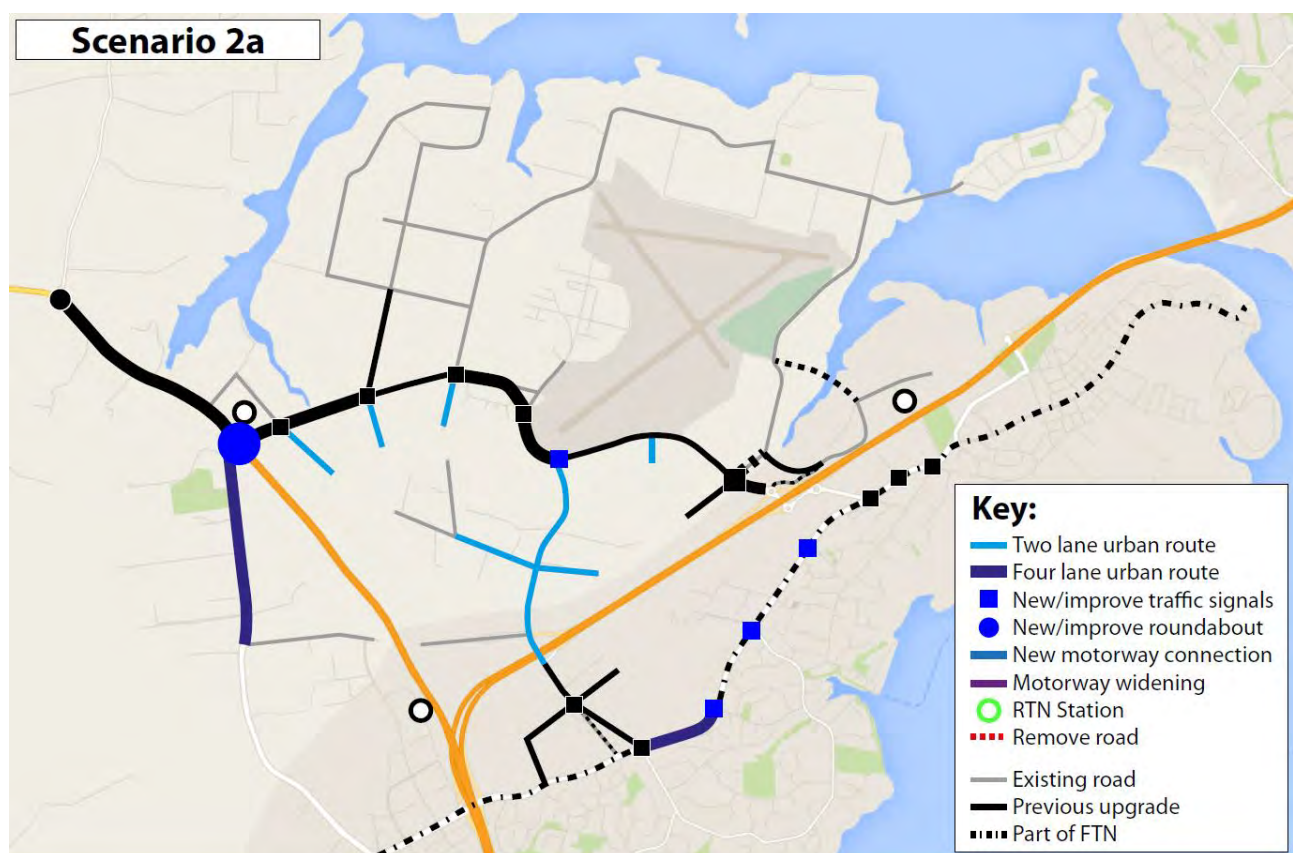 Scenario 2a
Key:
Two lane urban route
Four lane urban route
New/improve traffic signals
New/improve roundabout
New motorway connection
Motorway widening
RTN Station
Remove road
Existing road
Previous upgrade
Part of FTN